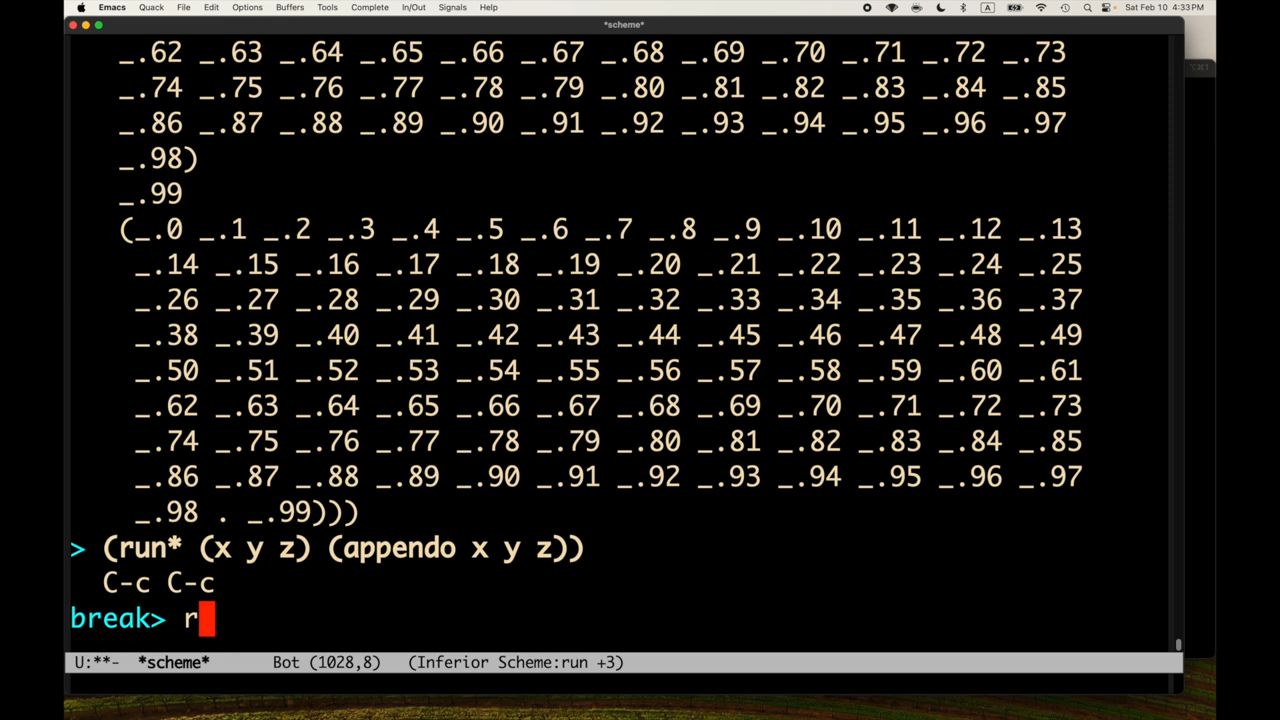 Emacs Quack File Edit Options Buffers Tools Complete In/Out Signals Help A Sat Feb 10 4:33 PM
*scheme*
_.62 _.63 _.64 _.65 _.66 _.67 _.68 _.69 _.70 _.71 _.72 _.73
_.74 _.75 _.76 _.77 _.78 _.79 _.80 _.81 _.82 _.83 _.84 _.85
_.86 _.87 _.88 _.89 _.90 _.91 _.92 _.93 _.94 _.95 _.96 _.97
_.98)
_.99
(_.0 _.1 _.2 _.3 _.4 _.5 _.6 _.7 _.8 _.9 _.10 _.11 _.12 _.13
_.14 _.15 _.16 _.17 _.18 _.19 _.20 _.21 _.22 _.23 _.24 _.25
_.26 _.27 _.28 _.29 _.30 _.31 _.32 _.33 _.34 _.35 _.36 _.37
_.38 _.39 _.40 _.41 _.42 _.43 _.44 _.45 _.46 _.47 _.48 _.49
_.50 _.51 _.52 _.53 _.54 _.55 _.56 _.57 _.58 _.59 _.60 _.61
_.62 _.63 _.64 _.65 _.66 _.67 _.68 _.69 _.70 _.71 _.72 _.73
_.74 _.75 _.76 _.77 _.78 _.79 _.80 _.81 _.82 _.83 _.84 _.85
_.86 _.87 _.88 _.89 _.90 _.91 _.92 _.93 _.94 _.95 _.96 _.97
_.98 . _.99)))
> (run* (x y z) (appendo x y z))
C-c C-c
break> r
U:**- *scheme* Bot (1028,8) (Inferior Scheme:run +3)